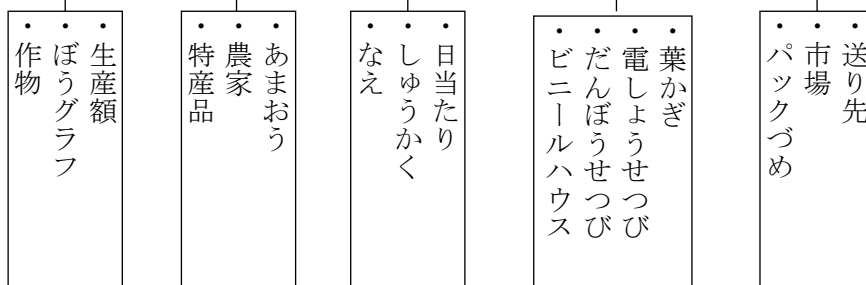 ・送り先
・市場
・パックづめ
・葉かぎ
・電しょうせつび
・だんぼうせつび
・ビニールハウス
・日当たり
・しゅうかく
・なえ
・あまおう
・農家
・特産品
・生産額
・ぼうグラフ
・作物